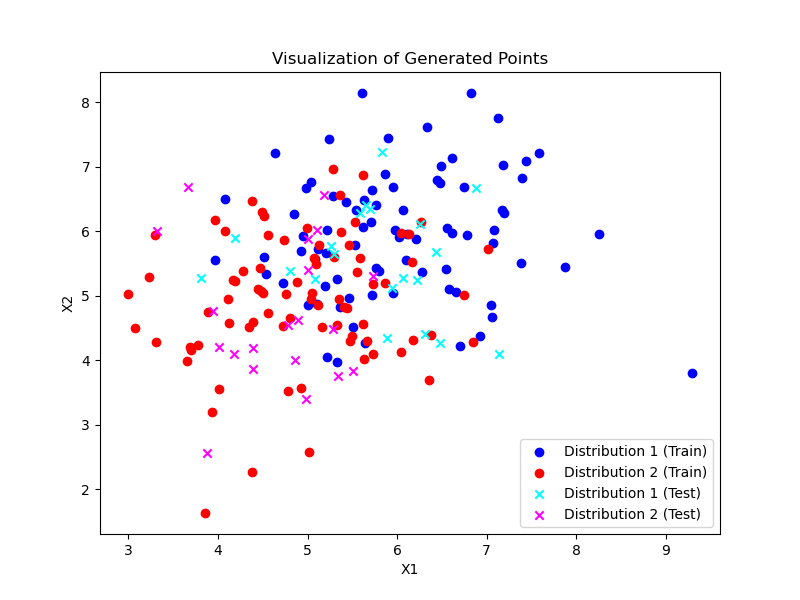 Visualization of Generated Points
8
7
6
5
4
3
2
X2
3 4 5 6 7 8 9
X1
Distribution 1 (Train)
Distribution 2 (Train)
Distribution 1 (Test)
Distribution 2 (Test)